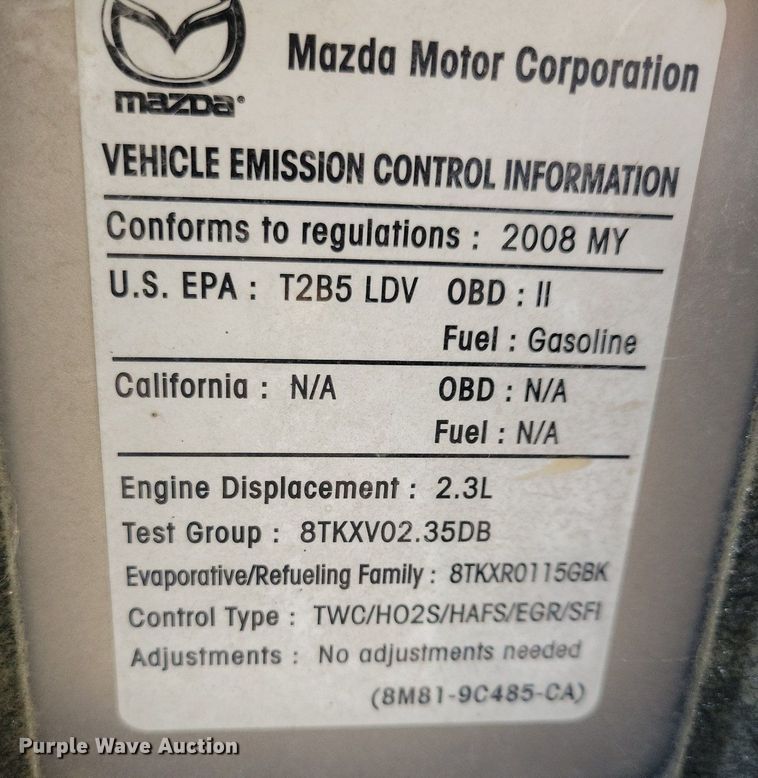 mazda
Mazda Motor Corporation
VEHICLE EMISSION CONTROL INFORMATION
Conforms to regulations : 2008 MY
U.S. EPA : T2B5 LDV OBD : II
Fuel : Gasoline
California : N/A OBD : N/A
Fuel : N/A
Engine Displacement : 2.3L
Test Group : 8TKXV02.35DB
Evaporative/Refueling Family : 8TKXR0115GBK
Control Type : TWC/HO2S/HAFS/EGR/SFI
Adjustments : No adjustments needed
(8M81-9C485-CA)
Purple Wave Auction